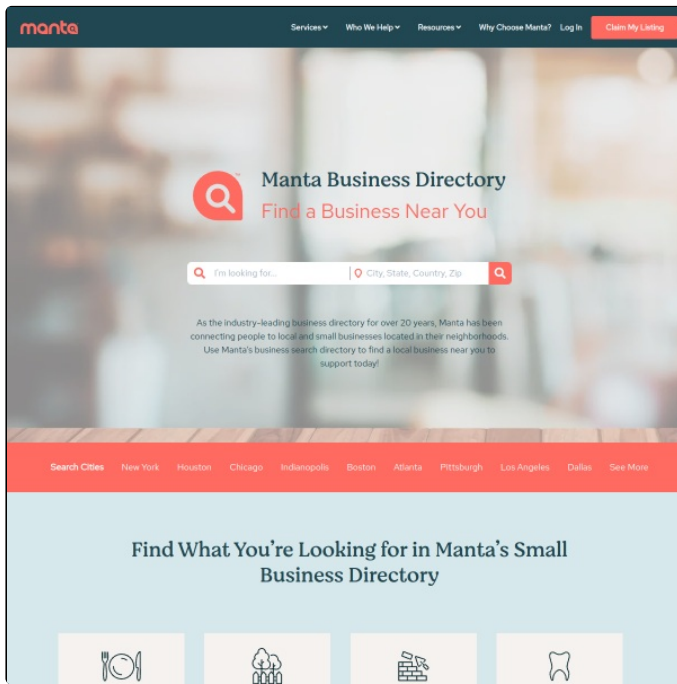 manta
Services Who We Help Resources Why Choose Manta? Log In Claim My Listing
Manta Business Directory
Find a Business Near You
I'm looking for... City, State, Country, Zip
As the industry-leading business directory for over 20 years, Manta has been
connecting people to local and small businesses located in their neighborhoods.
Use Manta's business search directory to find a local business near you to
support today!
Search Cities New York Houston Chicago Indianopolis Boston Atlanta Pittsburgh Los Angeles Dallas See More
Find What You're Looking for in Manta's Small
Business Directory